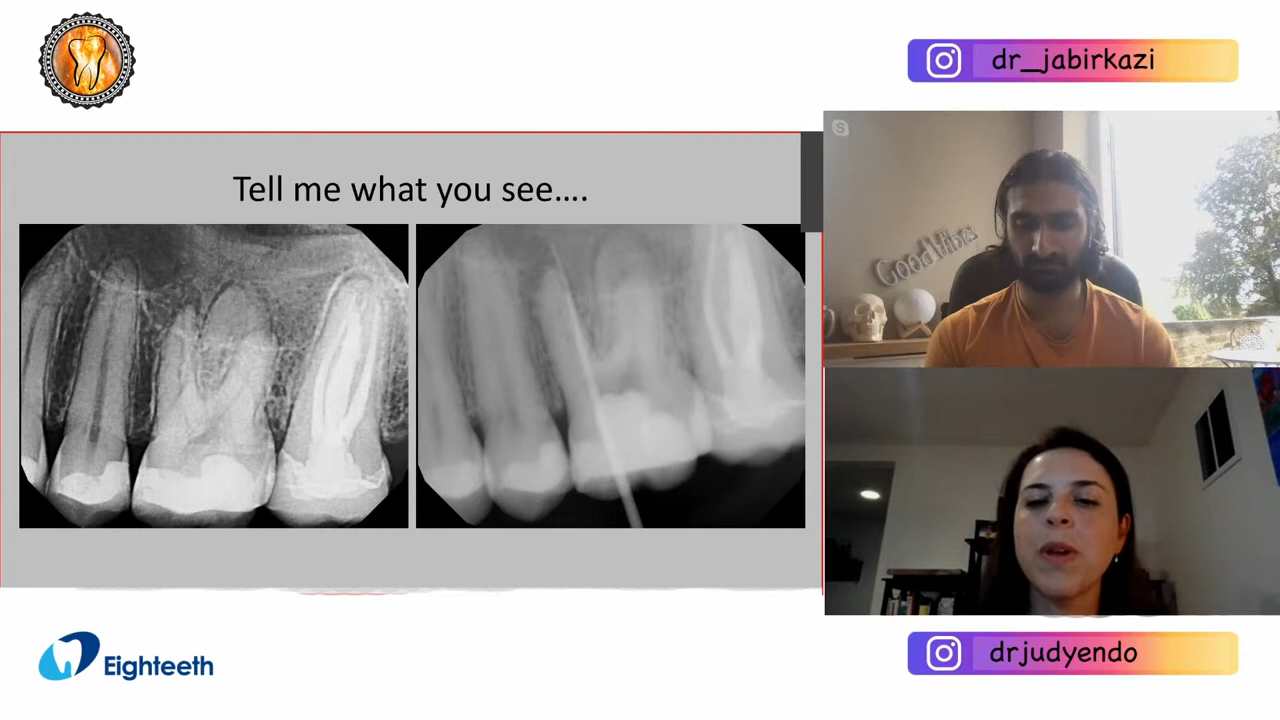 dr_jabirkazi
Tell me what you see....
Good Vibes
Eighteeth
drjudyendo